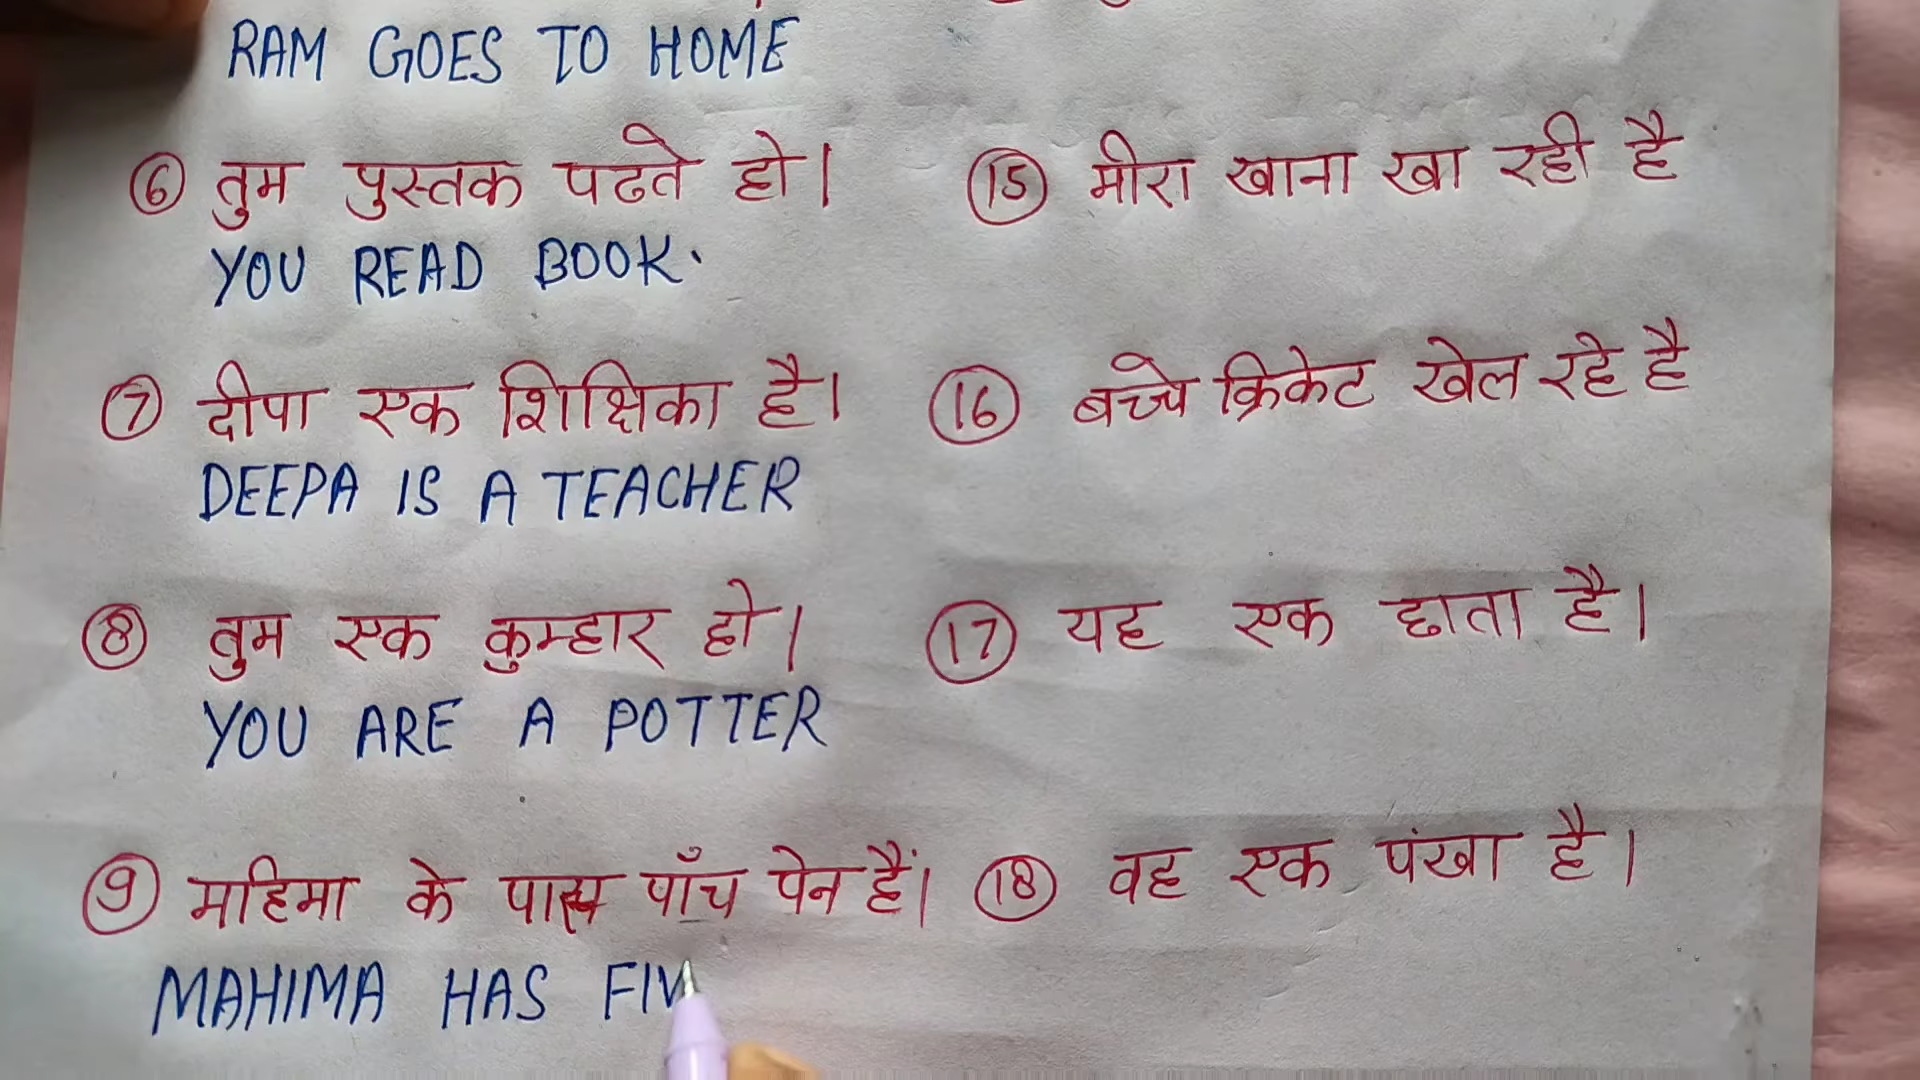 RAM GOES TO HOME
⑥ तुम पुस्तक पढते हो।
YOU READ BOOK.
⑦ दीपा एक शिक्षिका है।
DEEPA IS A TEACHER
⑧ तुम एक कुम्हार हो।
YOU ARE A POTTER
⑨ महिमा के पास पाँच पेन हैं।
MAHIMA HAS FIV
⑮ मीरा खाना खा रही है
⑯ बच्चे क्रिकेट खेल रहे है
⑰ यह एक छाता है।
⑱ वह एक पंखा है।